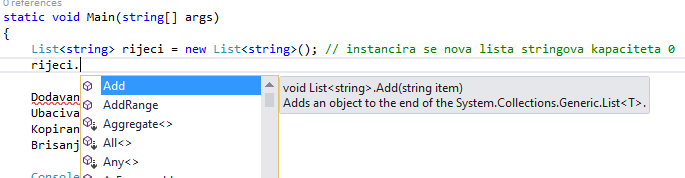 0 references
static void Main(string[] args)
{
List<string> rijeci = new List<string>(); // instancira se nova lista stringova kapaciteta 0
rijeci.
Add
void List<string>.Add(string item)
Adds an object to the end of the System.Collections.Generic.List<T>.
AddRange
Aggregate<>
All<>
Any<>
Dodavan
Ubaciva
Kopiran
Brisanj
Console